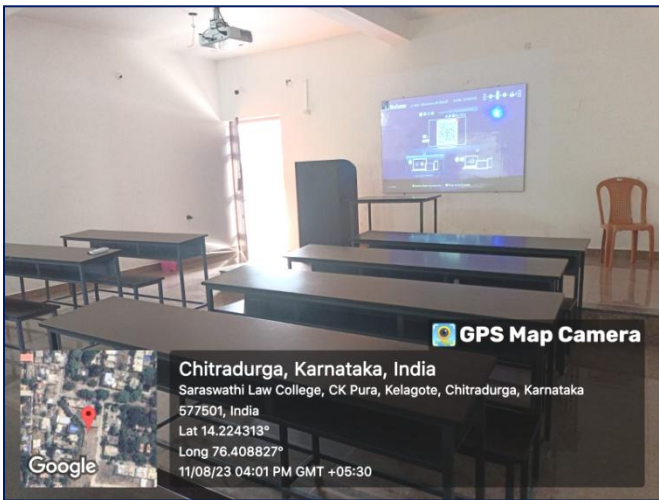 GPS Map Camera
Chitradurga, Karnataka, India
Saraswathi Law College, CK Pura, Kelagote, Chitradurga, Karnataka
577501, India
Lat 14.224313°
Long 76.408827°
11/08/23 04:01 PM GMT +05:30
Google